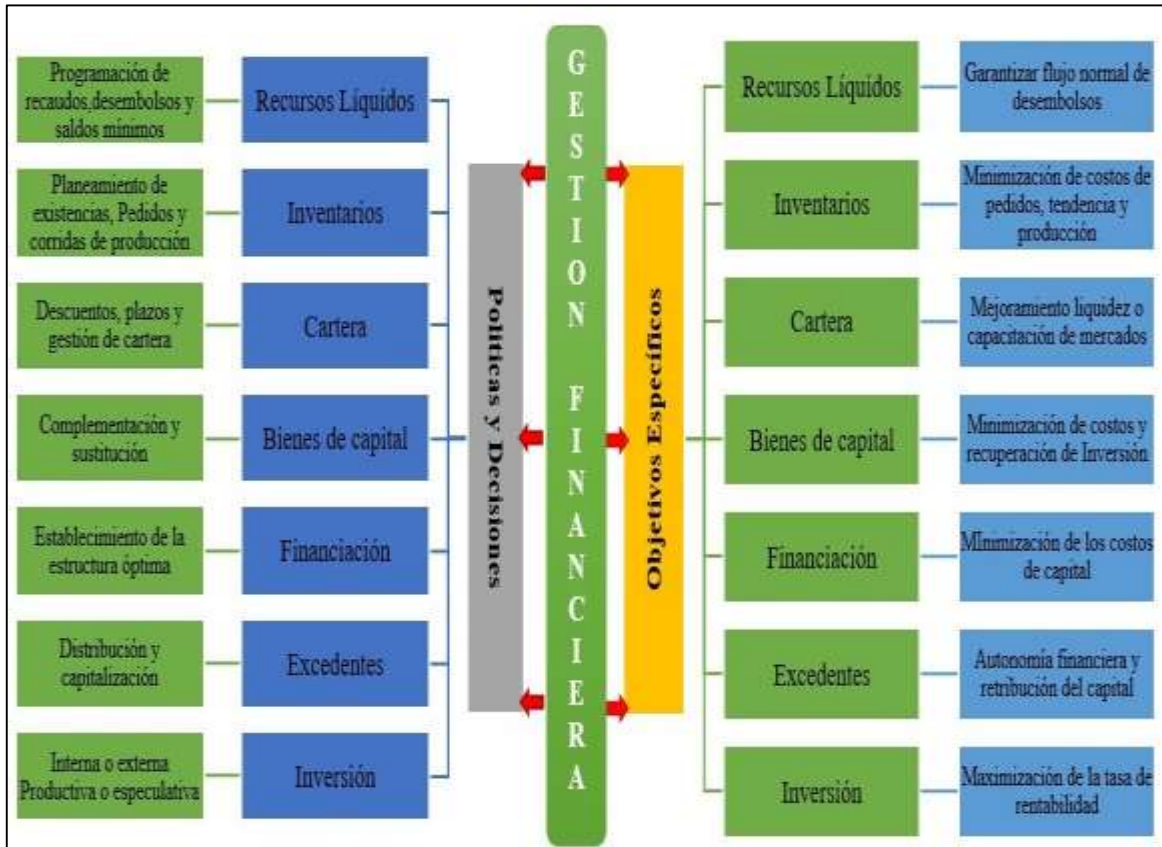 Programación de
recaudos,desembolsos y
saldos mínimos
Recursos Líquidos
Planeamiento de
existencias, Pedidos y
corridas de producción
Inventarios
Descuentos, plazos y
gestión de cartera
Cartera
Complementación y
sustitución
Bienes de capital
Establecimiento de la
estructura óptima
Financiación
Distribución y
capitalización
Excedentes
Interna o externa
Productiva o especulativa
Inversión
Políticas y Decisiones
GESTION FINANCIERA
Objetivos Específicos
Recursos Líquidos
Garantizar flujo normal de
desembolsos
Inventarios
Minimización de costos de
pedidos, tendencia y
producción
Cartera
Mejoramiento liquidez o
capacitación de mercados
Bienes de capital
Minimización de costos y
recuperación de Inversión.
Financiación
MInimización de los costos
de capital
Excedentes
Autonomía financiera y
retribución del capital
Inversión
Maximización de la tasa de
rentabilidad